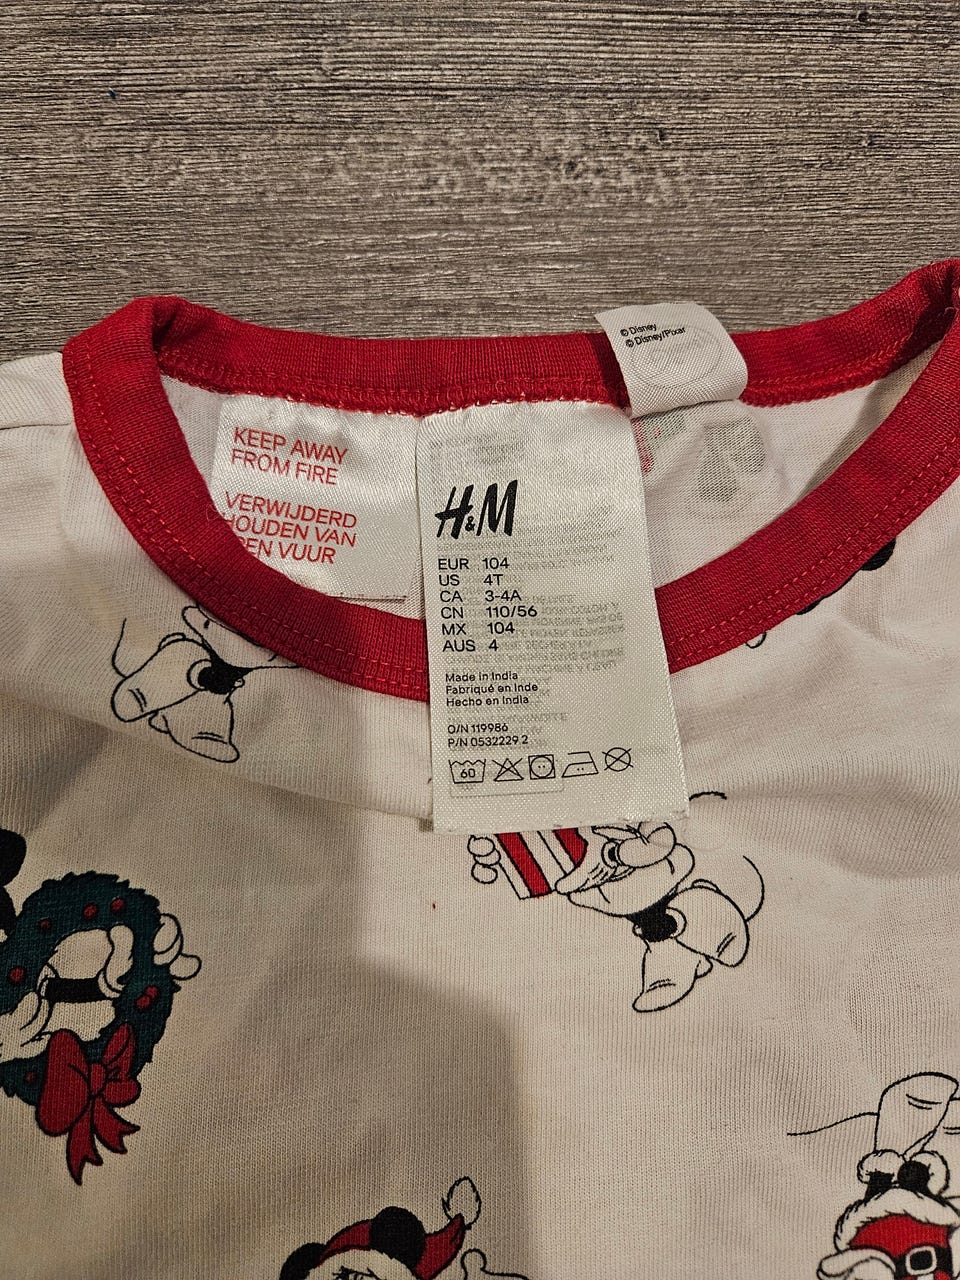 © Disney
© Disney/Pixar
KEEP AWAY
FROM FIRE
VERWIJDERD
HOUDEN VAN
EEN VUUR
H&M
EUR 104
US 4T
CA 3-4A
CN 110/56
MX 104
AUS 4
Made in India
Fabriqué en Inde
Hecho en India
O/N 119986
P/N 0532229 2
60